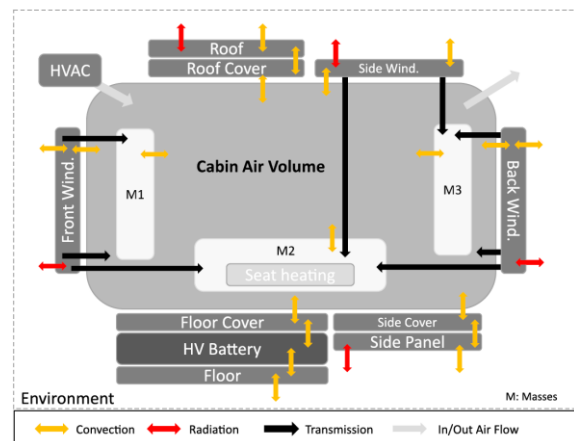 Roof
HVAC
Roof Cover
Side Wind.
Cabin Air Volume
Front Wind.
M1
M3
Back Wind.
M2
Seat heating
Floor Cover
Side Cover
HV Battery
Side Panel
Floor
Environment
M: Masses
Convection
Radiation
Transmission
In/Out Air Flow